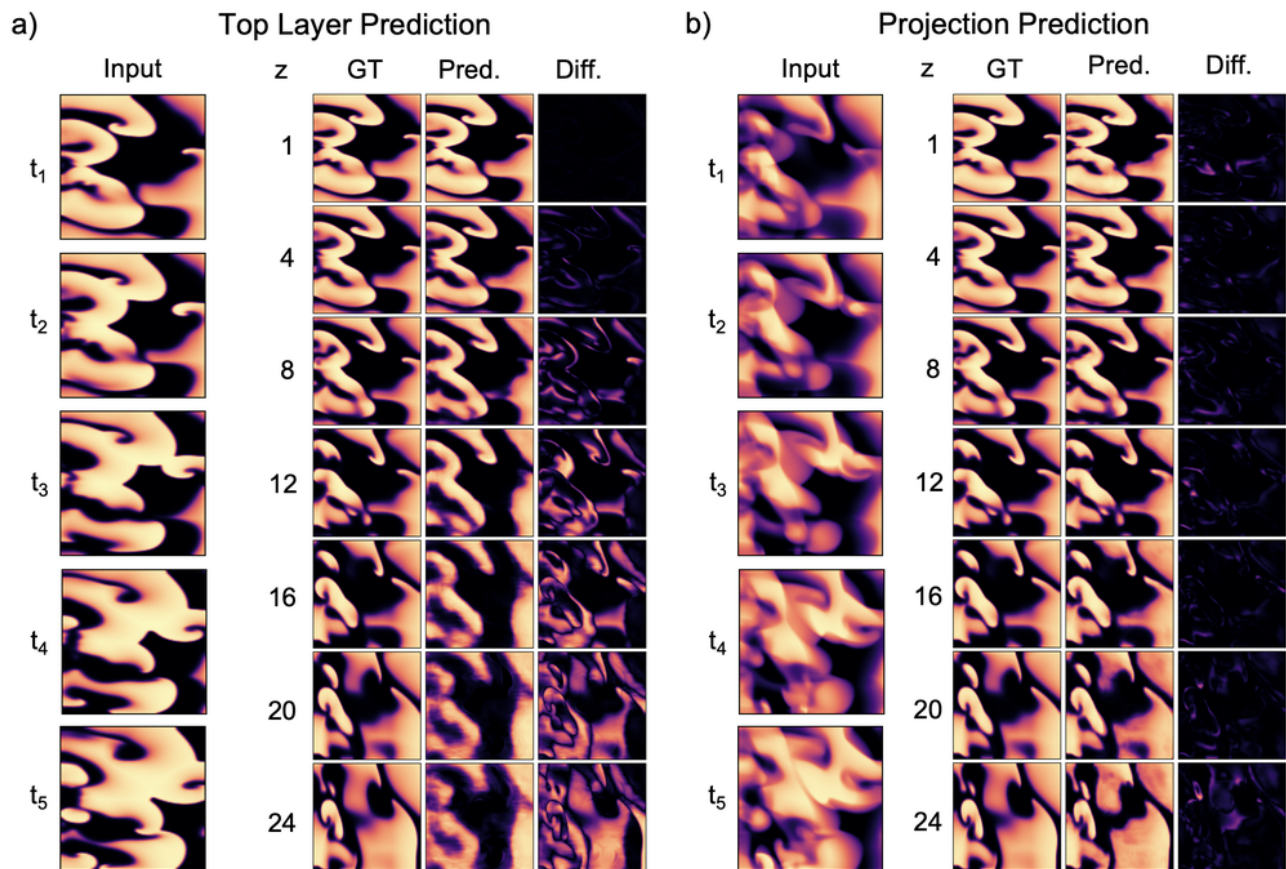 a) Top Layer Prediction
Input z GT Pred. Diff.
t₁
t₂
t₃
t₄
t₅
1
4
8
12
16
20
24
b) Projection Prediction
Input z GT Pred. Diff.
t₁
t₂
t₃
t₄
t₅
1
4
8
12
16
20
24